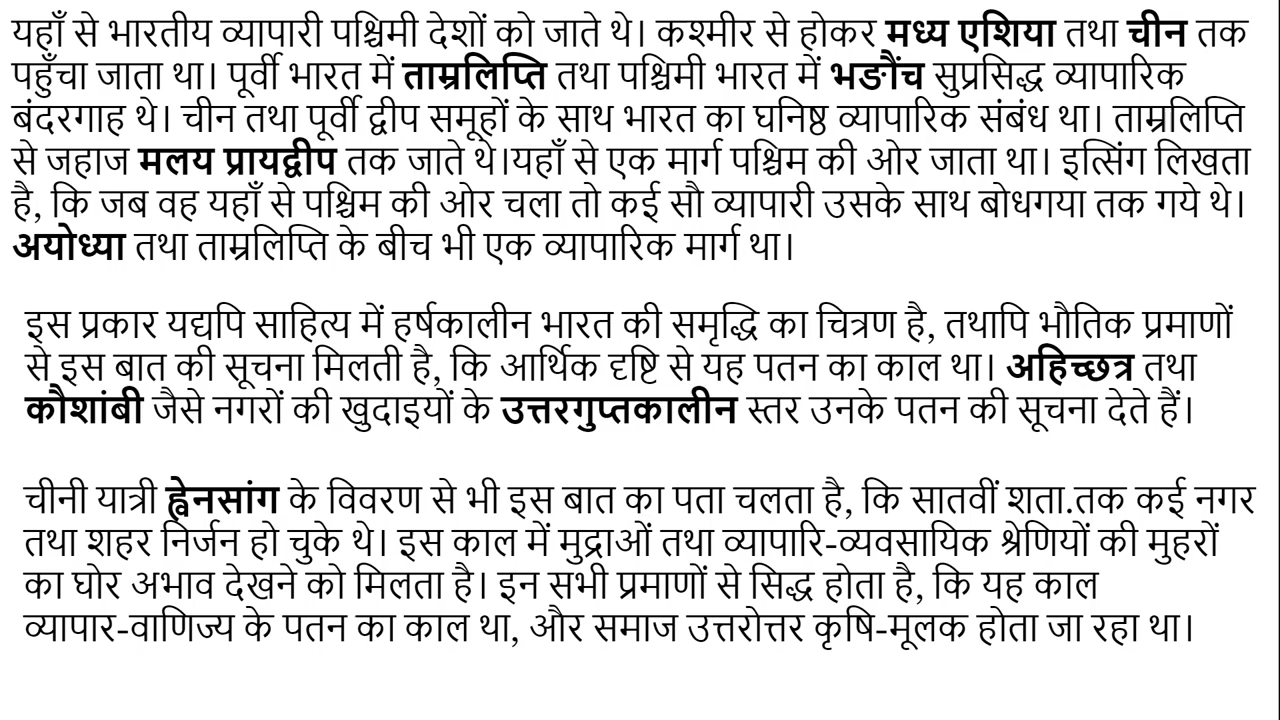 यहाँ से भारतीय व्यापारी पश्चिमी देशों को जाते थे। कश्मीर से होकर मध्य एशिया तथा चीन तक
पहुँचा जाता था। पूर्वी भारत में ताम्रलिप्ति तथा पश्चिमी भारत में भङौंच सुप्रसिद्ध व्यापारिक
बंदरगाह थे। चीन तथा पूर्वी द्वीप समूहों के साथ भारत का घनिष्ठ व्यापारिक संबंध था। ताम्रलिप्ति
से जहाज मलय प्रायद्वीप तक जाते थे।यहाँ से एक मार्ग पश्चिम की ओर जाता था। इत्सिंग लिखता
है, कि जब वह यहाँ से पश्चिम की ओर चला तो कई सौ व्यापारी उसके साथ बोधगया तक गये थे।
अयोध्या तथा ताम्रलिप्ति के बीच भी एक व्यापारिक मार्ग था।
इस प्रकार यद्यपि साहित्य में हर्षकालीन भारत की समृद्धि का चित्रण है, तथापि भौतिक प्रमाणों
से इस बात की सूचना मिलती है, कि आर्थिक दृष्टि से यह पतन का काल था। अहिच्छत्र तथा
कौशांबी जैसे नगरों की खुदाइयों के उत्तरगुप्तकालीन स्तर उनके पतन की सूचना देते हैं।
चीनी यात्री ह्वेनसांग के विवरण से भी इस बात का पता चलता है, कि सातवीं शता.तक कई नगर
तथा शहर निर्जन हो चुके थे। इस काल में मुद्राओं तथा व्यापारि-व्यवसायिक श्रेणियों की मुहरों
का घोर अभाव देखने को मिलता है। इन सभी प्रमाणों से सिद्ध होता है, कि यह काल
व्यापार-वाणिज्य के पतन का काल था, और समाज उत्तरोत्तर कृषि-मूलक होता जा रहा था।